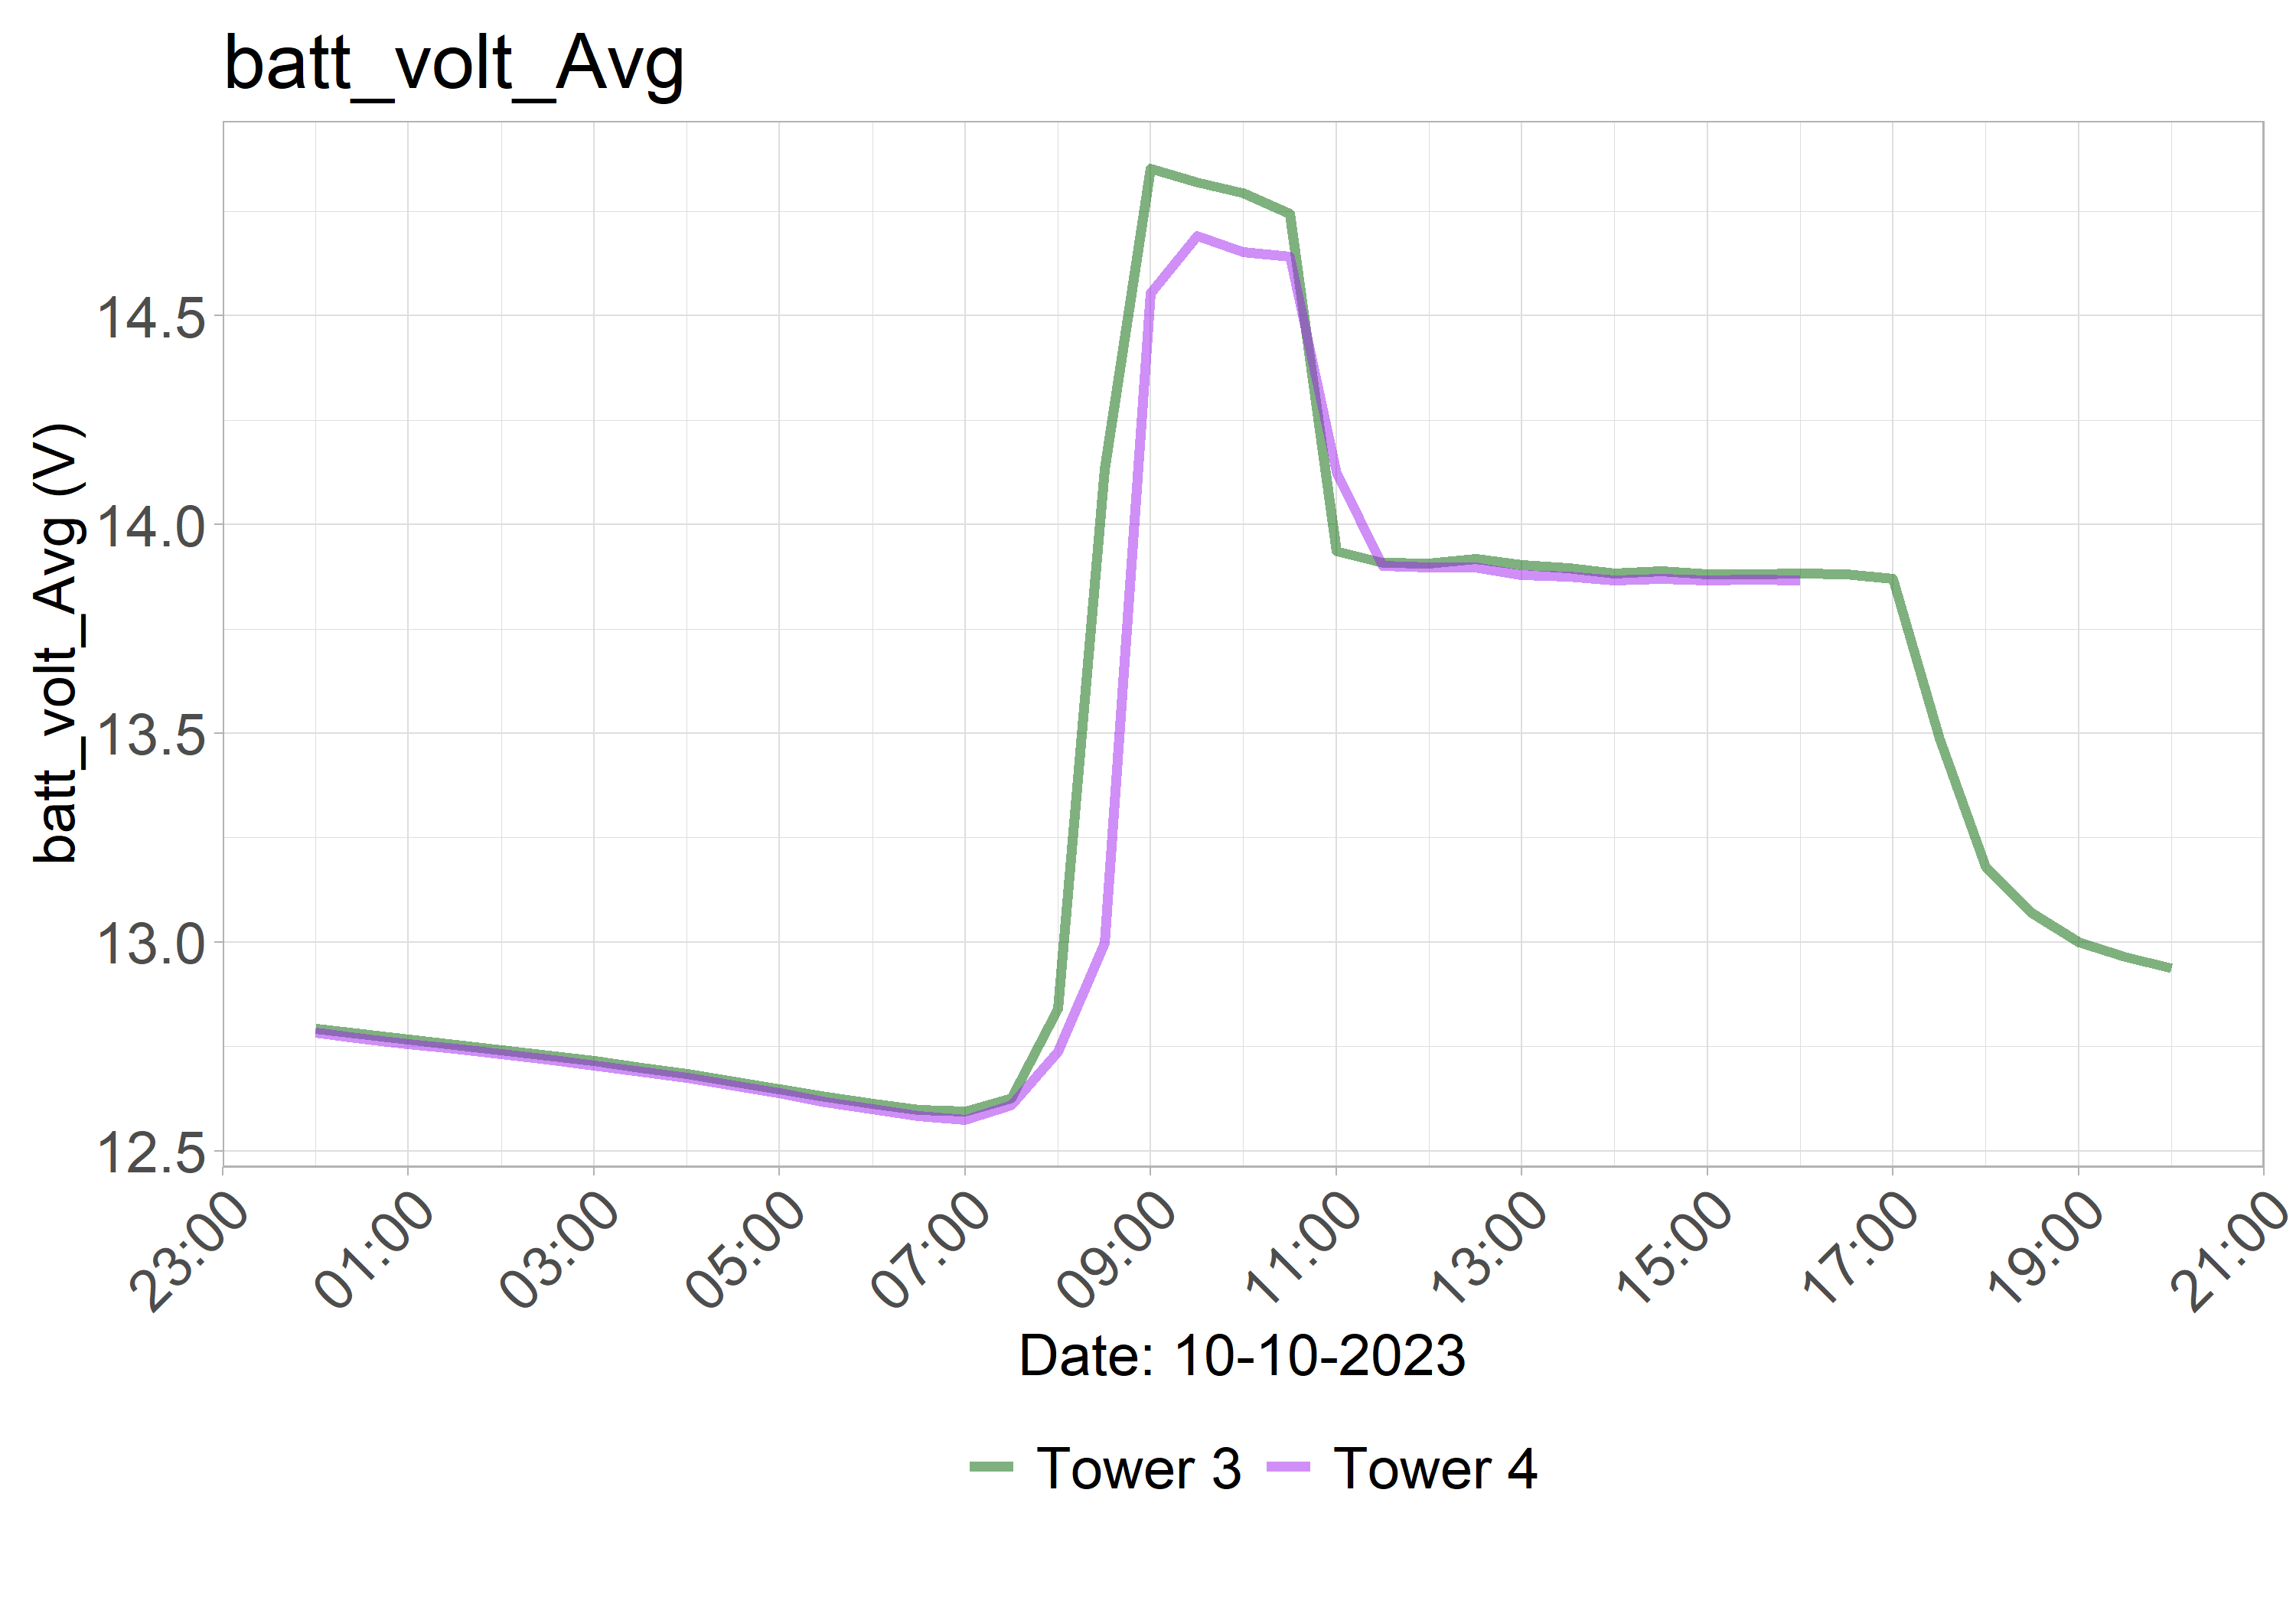 batt_volt_Avg
batt_volt_Avg (V)
14.5
14.0
13.5
13.0
12.5
23:00 01:00 03:00 05:00 07:00 09:00 11:00 13:00 15:00 17:00 19:00 21:00
Date: 10-10-2023
Tower 3 Tower 4